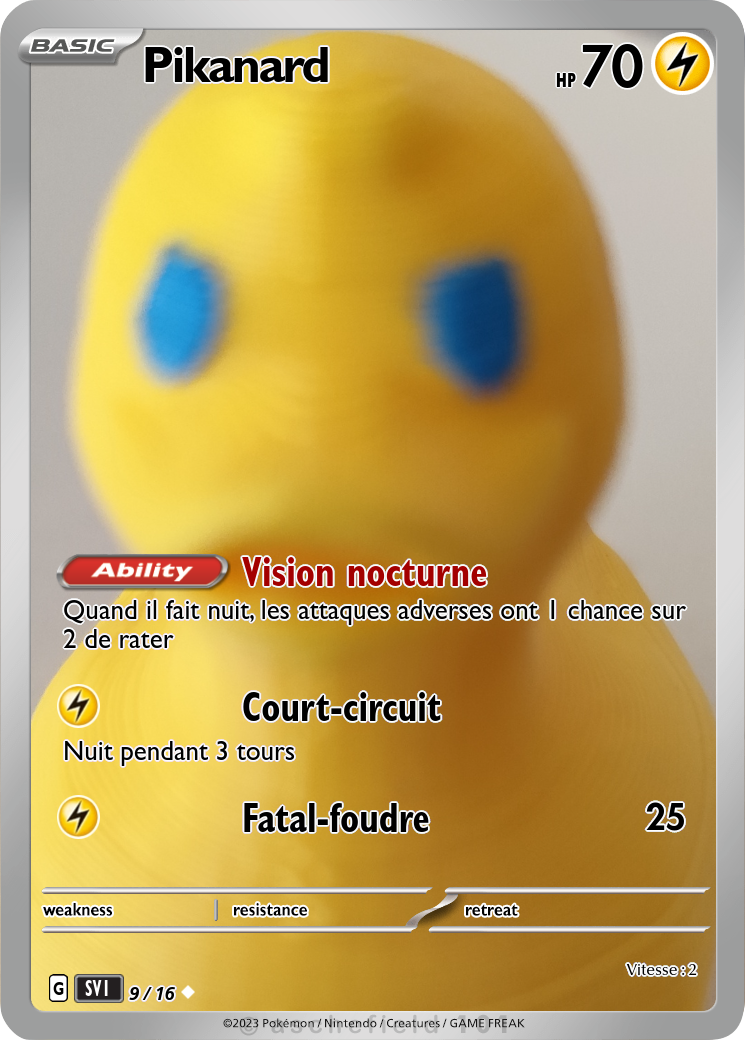 BASIC
Pikanard
HP 70
Ability Vision nocturne
Quand il fait nuit, les attaques adverses ont 1 chance sur
2 de rater
Court-circuit
Nuit pendant 3 tours
Fatal-foudre 25
weakness resistance retreat
Vitesse : 2
G SVI 9 / 16
©2023 Pokémon / Nintendo / Creatures / GAME FREAK